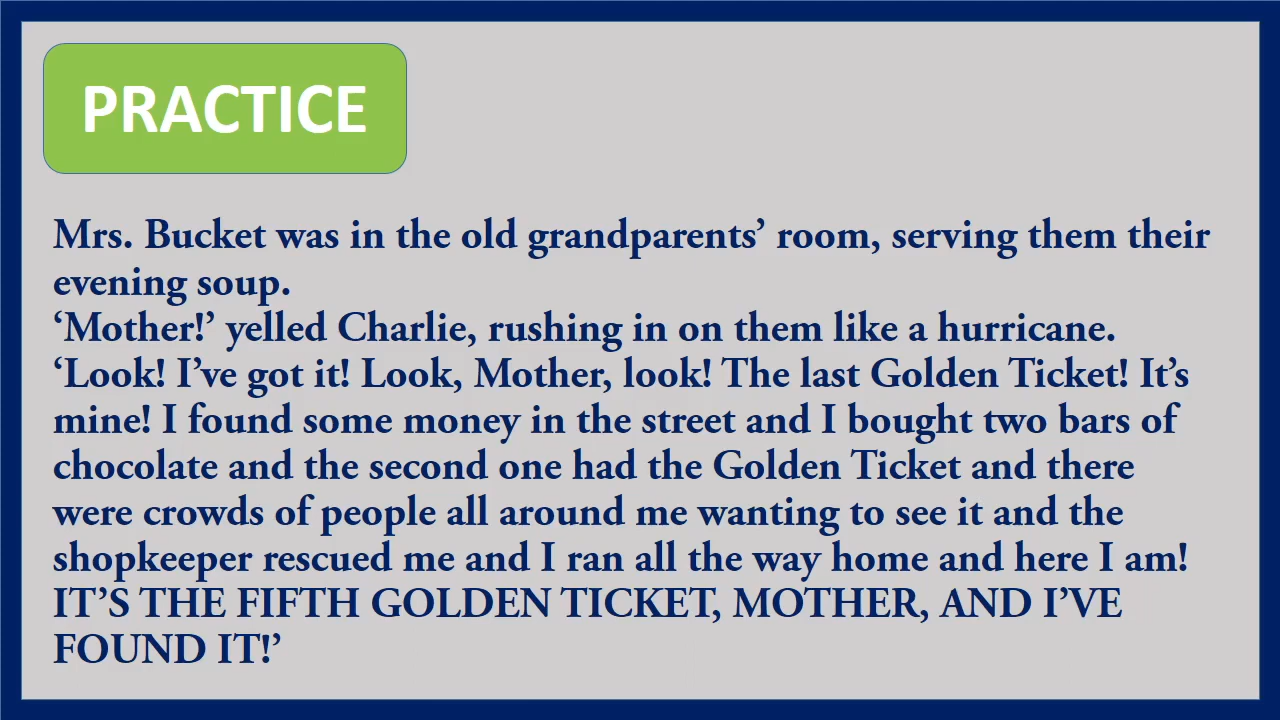 PRACTICE
Mrs. Bucket was in the old grandparents’ room, serving them their
evening soup.
‘Mother!’ yelled Charlie, rushing in on them like a hurricane.
‘Look! I’ve got it! Look, Mother, look! The last Golden Ticket! It’s
mine! I found some money in the street and I bought two bars of
chocolate and the second one had the Golden Ticket and there
were crowds of people all around me wanting to see it and the
shopkeeper rescued me and I ran all the way home and here I am!
IT’S THE FIFTH GOLDEN TICKET, MOTHER, AND I’VE
FOUND IT!’